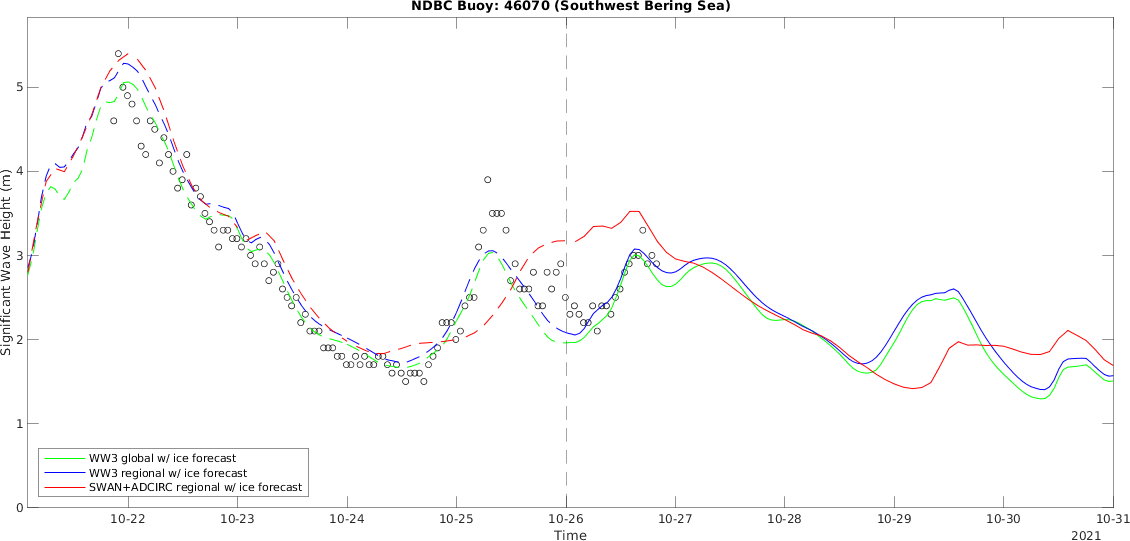 NDBC Buoy: 46070 (Southwest Bering Sea)
Significant Wave Height (m)
5
4
3
2
1
0
WW3 global w/ ice forecast
WW3 regional w/ ice forecast
SWAN+ADCIRC regional w/ ice forecast
10-22 10-23 10-24 10-25 10-26 10-27 10-28 10-29 10-30 10-31
Time
2021